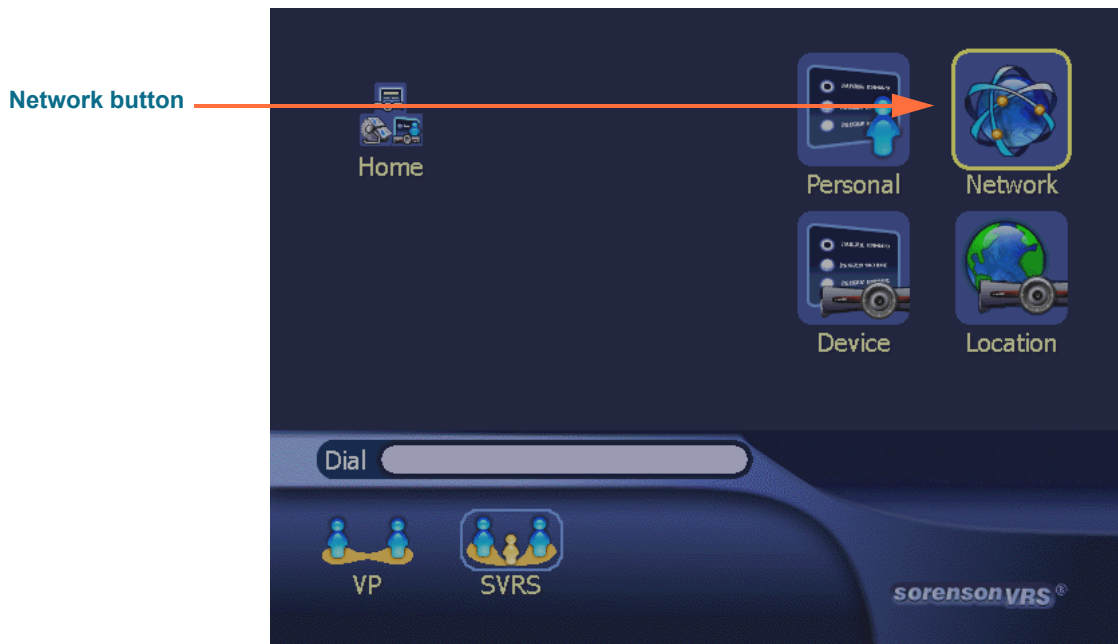 Network button
Home
Personal
Network
Device
Location
Dial
VP
SVRS
sorensonVRS®